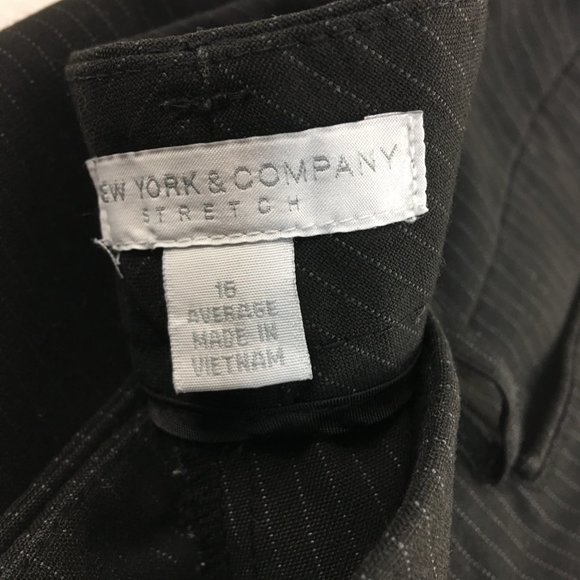 EW YORK & COMPANY
STRETCH
16
AVERAGE
MADE IN
VIETNAM